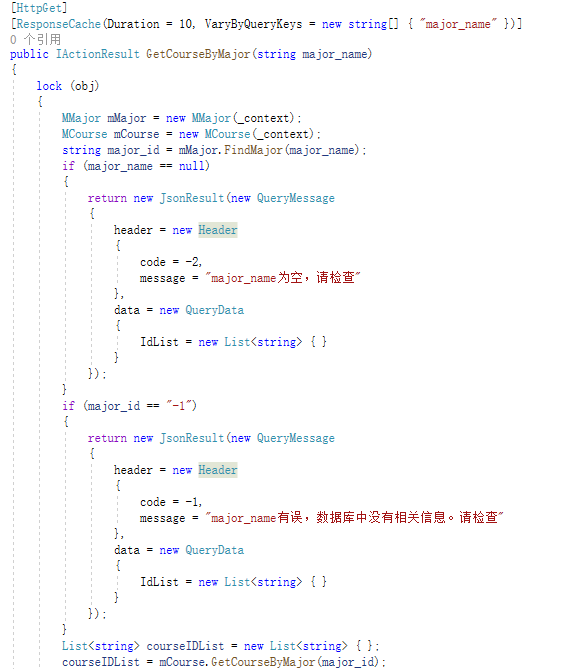 [HttpGet]
[ResponseCache(Duration = 10, VaryByQueryKeys = new string[] { "major_name" })]
0 个引用
public IActionResult GetCourseByMajor(string major_name)
{
lock (obj)
{
MMajor mMajor = new MMajor(_context);
MCourse mCourse = new MCourse(_context);
string major_id = mMajor.FindMajor(major_name);
if (major_name == null)
{
return new JsonResult(new QueryMessage
{
header = new Header
{
code = -2,
message = "major_name为空，请检查"
},
data = new QueryData
{
IdList = new List<string> { }
}
});
}
if (major_id == "-1")
{
return new JsonResult(new QueryMessage
{
header = new Header
{
code = -1,
message = "major_name有误，数据库中没有相关信息。请检查"
},
data = new QueryData
{
IdList = new List<string> { }
}
});
}
List<string> courseIDList = new List<string> { };
courseIDList = mCourse.GetCourseByMajor(major_id);